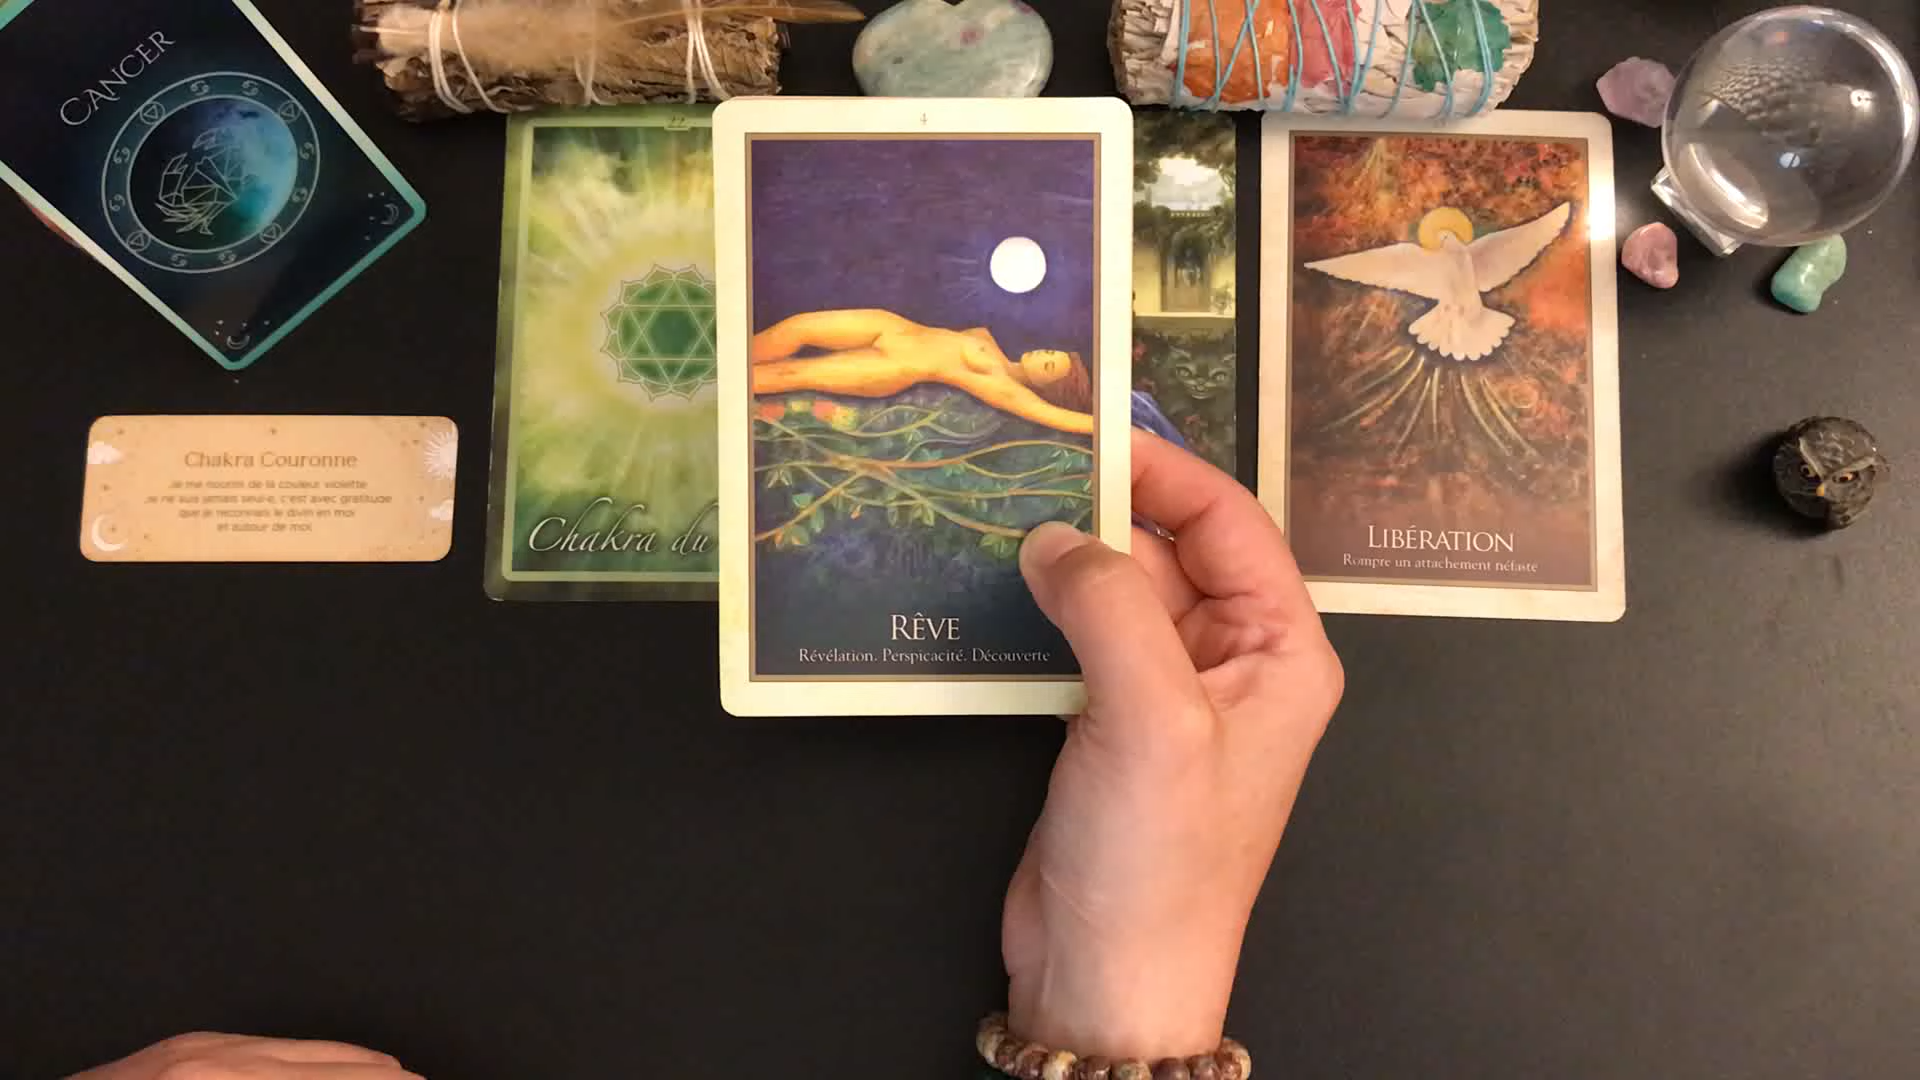 CANCER
Chakra Couronne
Je me nourris de la couleur violette
Je ne suis jamais seul·e, c'est avec gratitude
que je reconnais le divin en moi
et autour de moi
22
Chakra du
4
RÊVE
Révélation. Perspicacité. Découverte
LIBÉRATION
Rompre un attachement néfaste